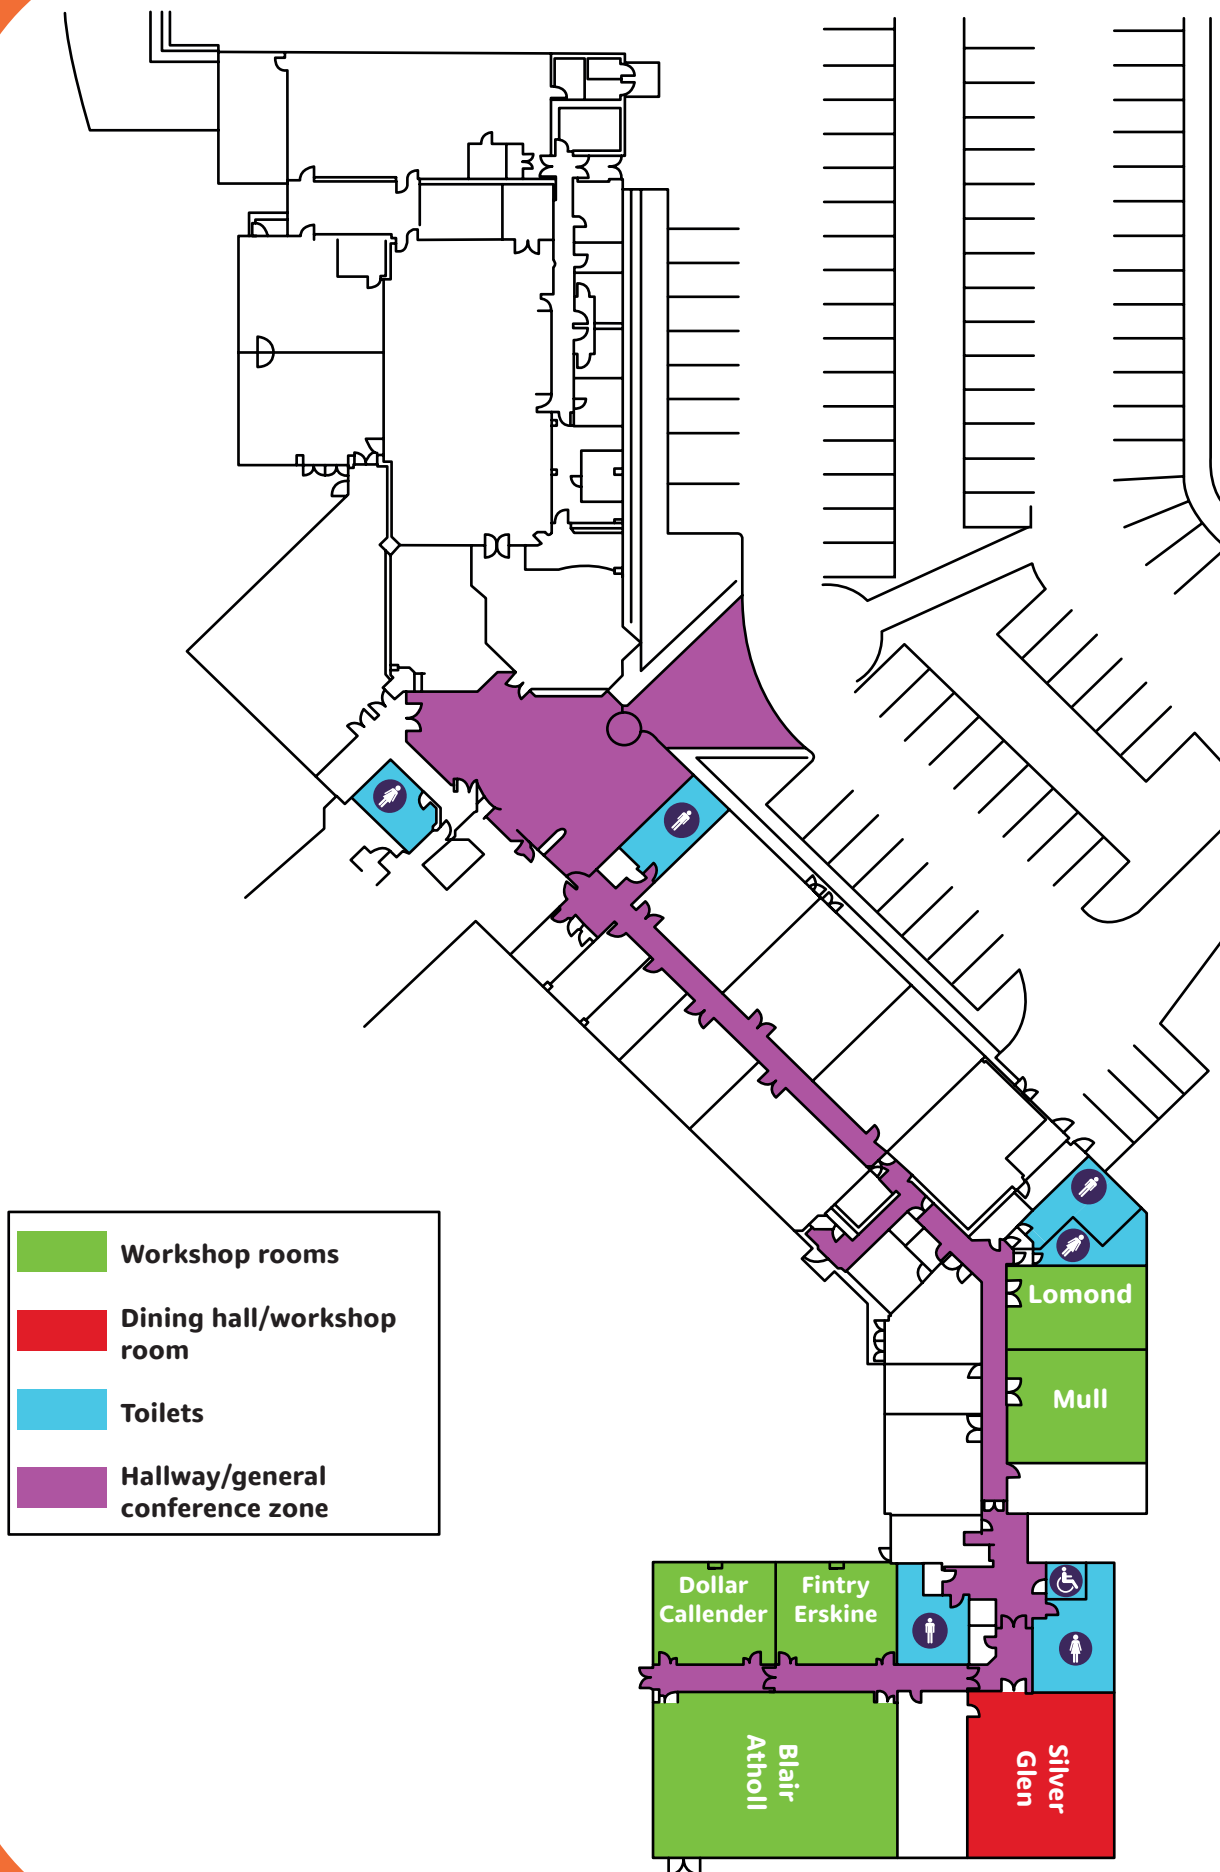 Workshop rooms
Dining hall/workshop
room
Toilets
Hallway/general
conference zone
Lomond
Mull
Dollar
Callender
Fintry
Erskine
Blair
Atholl
Silver
Glen